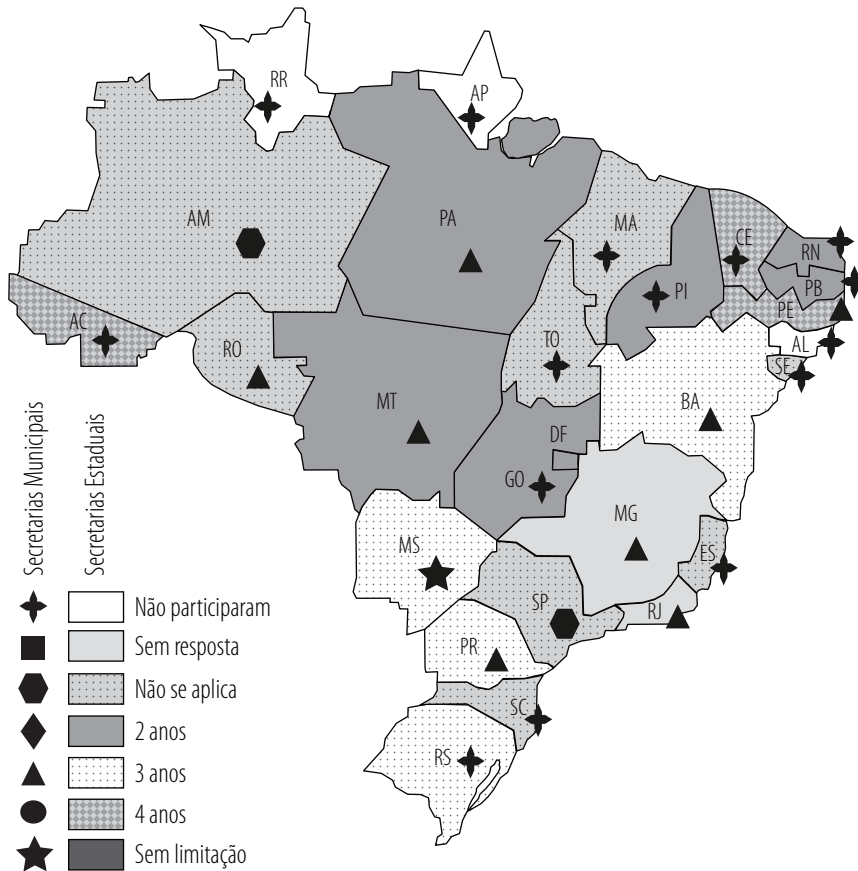 RR
AP
AM
PA
MA
CE
RN
PB
PI
PE
AC
AL
TO
SE
RO
BA
MT
DF
GO
MG
MS
ES
SP
RJ
PR
SC
RS
Secretarias Municipais
Secretarias Estaduais
Não participaram
Sem resposta
Não se aplica
2 anos
3 anos
4 anos
Sem limitação